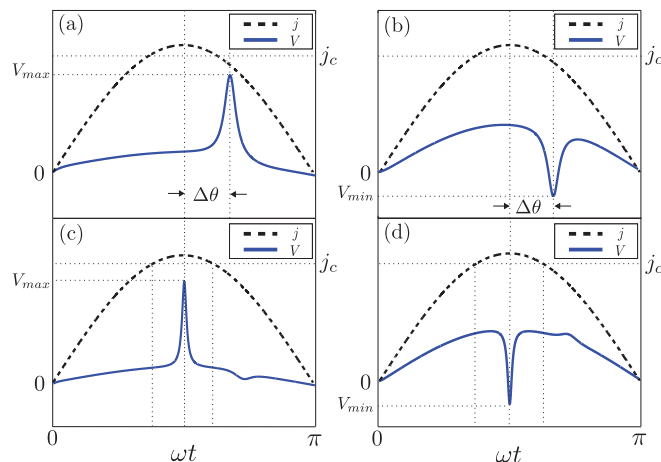 (a)
j
V
j_c
V_max
0
Δθ
(b)
j
V
j_c
0
V_min
Δθ
(c)
j
V
j_c
V_max
0
0
π
ωt
(d)
j
V
j_c
0
V_min
0
π
ωt